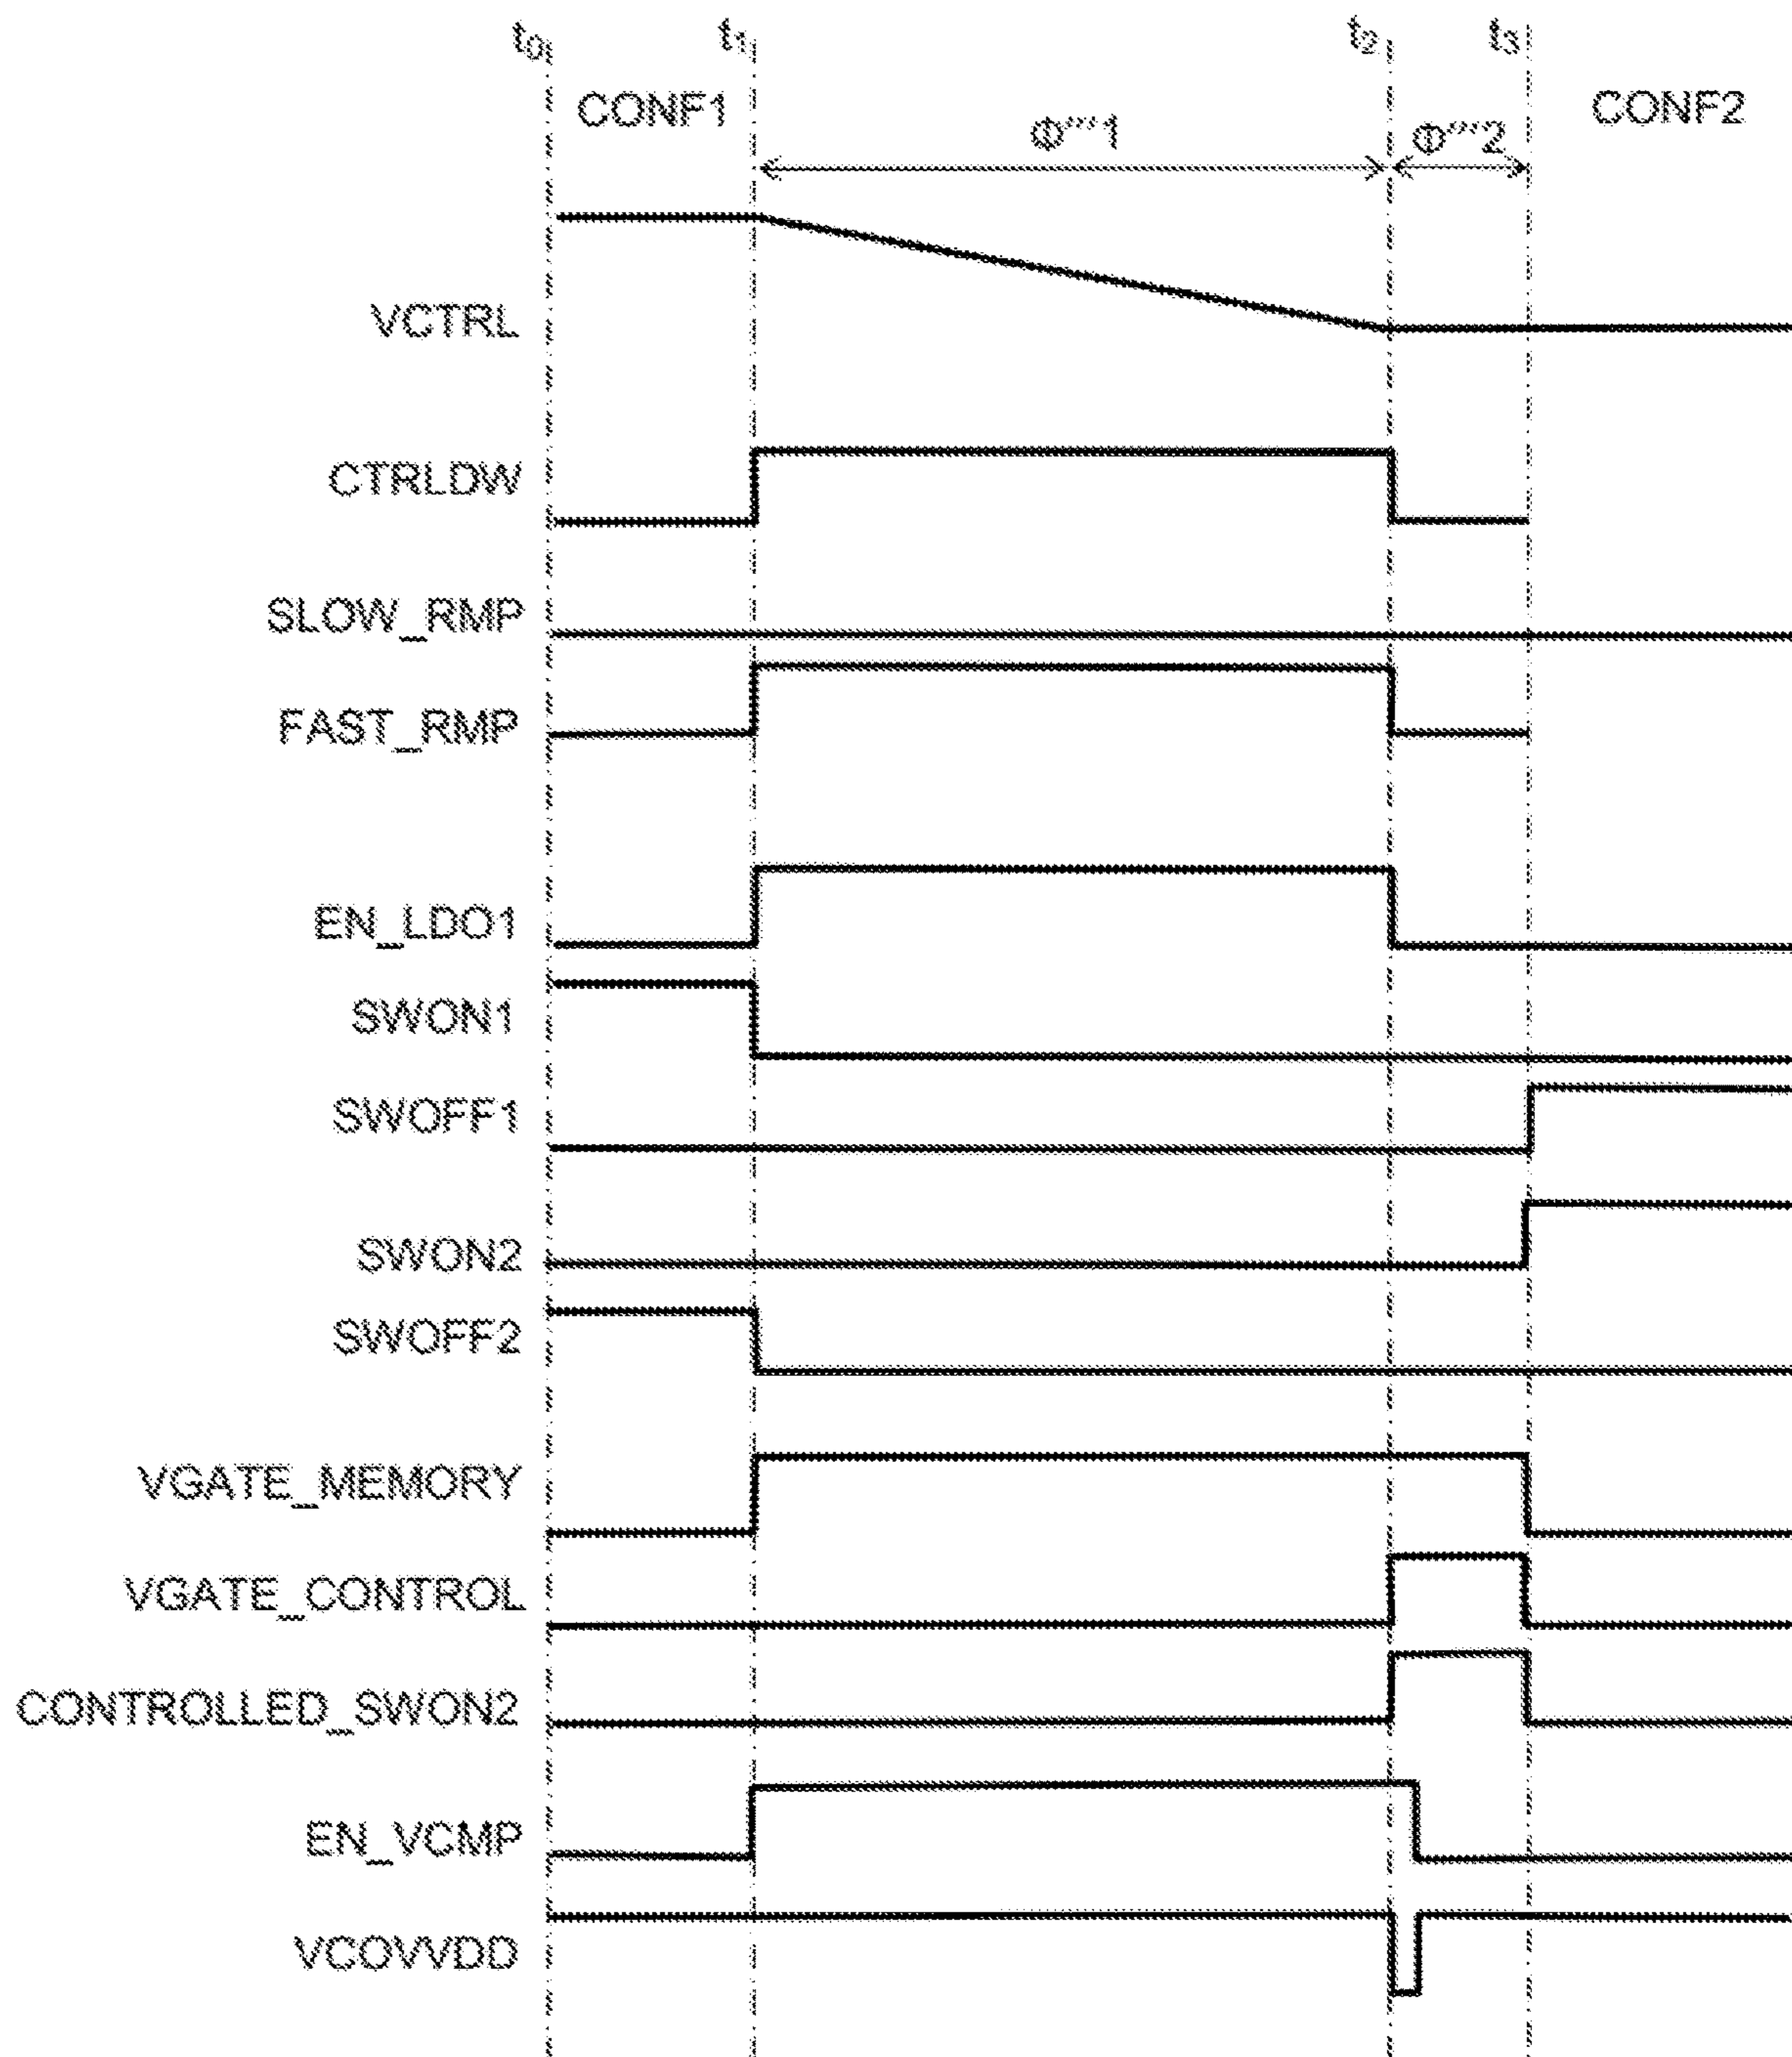 t₀ t₁ t₂ t₃
CONF1 Φ'''1 Φ'''2 CONF2
VCTRL
CTRLDW
SLOW_RMP
FAST_RMP
EN_LDO1
SWON1
SWOFF1
SWON2
SWOFF2
VGATE_MEMORY
VGATE_CONTROL
CONTROLLED_SWON2
EN_VCMP
VCOVVDD